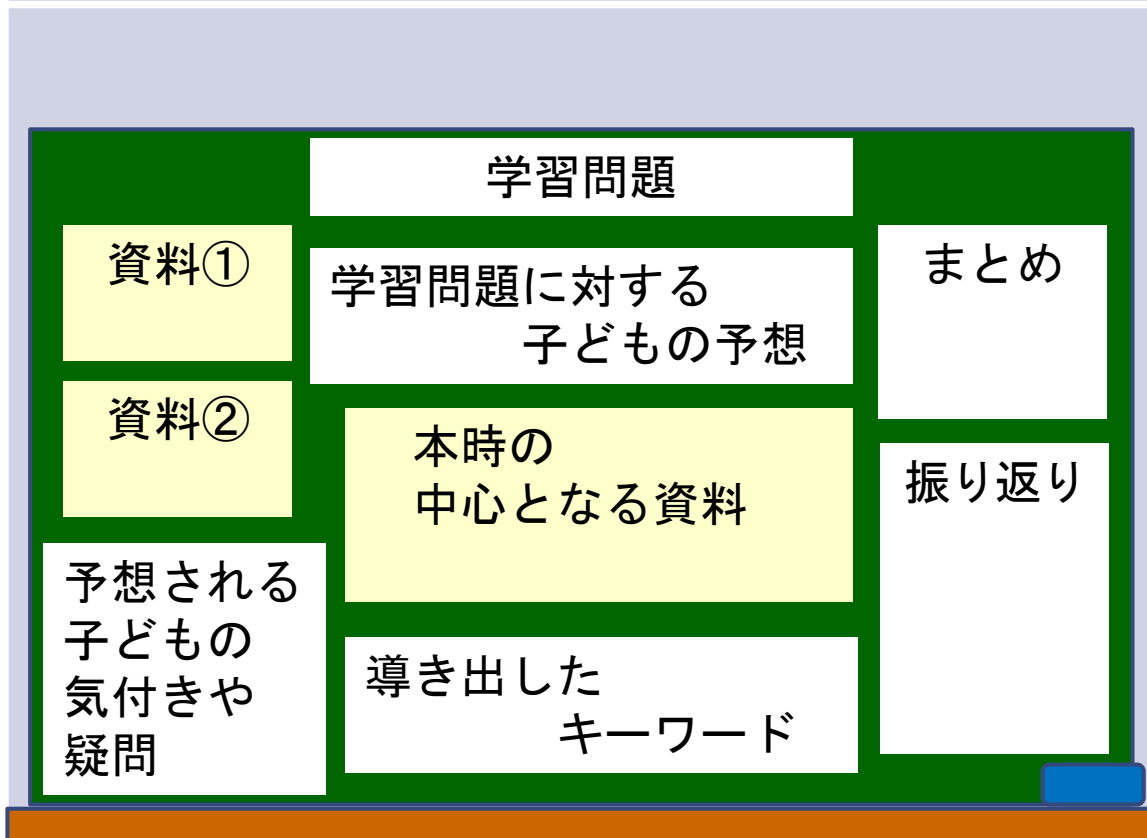 学習問題
資料①
資料②
予想される
子どもの
気付きや
疑問
学習問題に対する
子どもの予想
本時の
中心となる資料
導き出した
キーワード
まとめ
振り返り